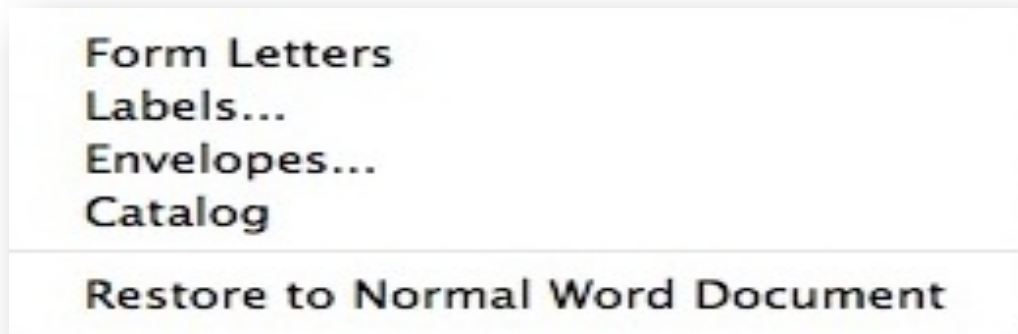 Form Letters
Labels...
Envelopes...
Catalog
Restore to Normal Word Document